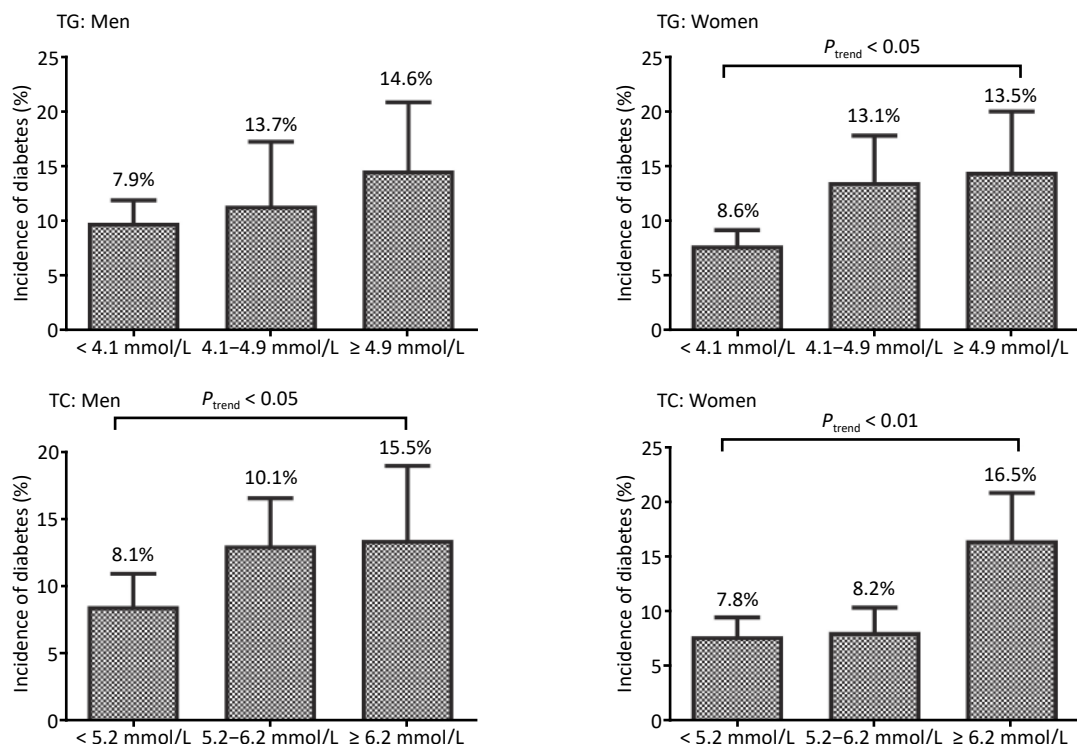 TG: Men
25
20
15
10
5
0
Incidence of diabetes (%)
7.9%
13.7%
14.6%
< 4.1 mmol/L
4.1–4.9 mmol/L
≥ 4.9 mmol/L
TG: Women
P trend < 0.05
25
20
15
10
5
0
Incidence of diabetes (%)
8.6%
13.1%
13.5%
< 4.1 mmol/L
4.1–4.9 mmol/L
≥ 4.9 mmol/L
TC: Men
P trend < 0.05
20
15
10
5
0
Incidence of diabetes (%)
8.1%
10.1%
15.5%
< 5.2 mmol/L
5.2–6.2 mmol/L
≥ 6.2 mmol/L
TC: Women
P trend < 0.01
25
20
15
10
5
0
Incidence of diabetes (%)
7.8%
8.2%
16.5%
< 5.2 mmol/L
5.2–6.2 mmol/L
≥ 6.2 mmol/L